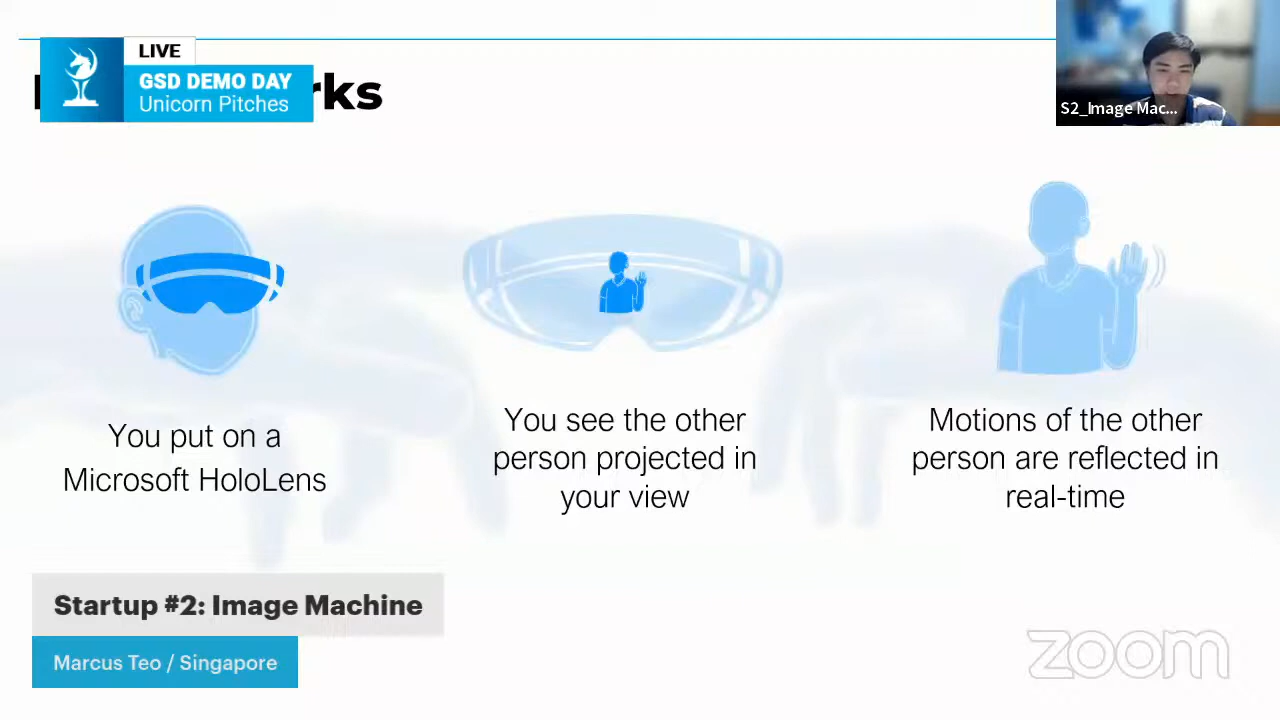 LIVE
GSD DEMO DAY
Unicorn Pitches
S2_Image Mac...
You put on a
Microsoft HoloLens
You see the other
person projected in
your view
Motions of the other
person are reflected in
real-time
Startup #2: Image Machine
Marcus Teo / Singapore
zoom